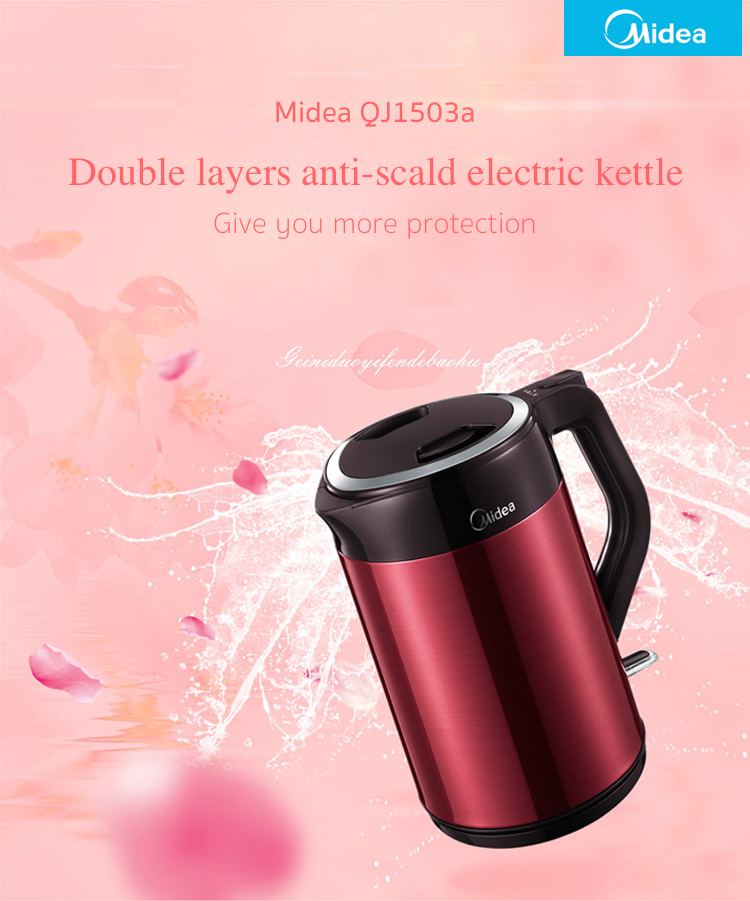 Midea
Midea QJ1503a
Double layers anti-scald electric kettle
Give you more protection
Geiniduoyifendebaohu
Midea